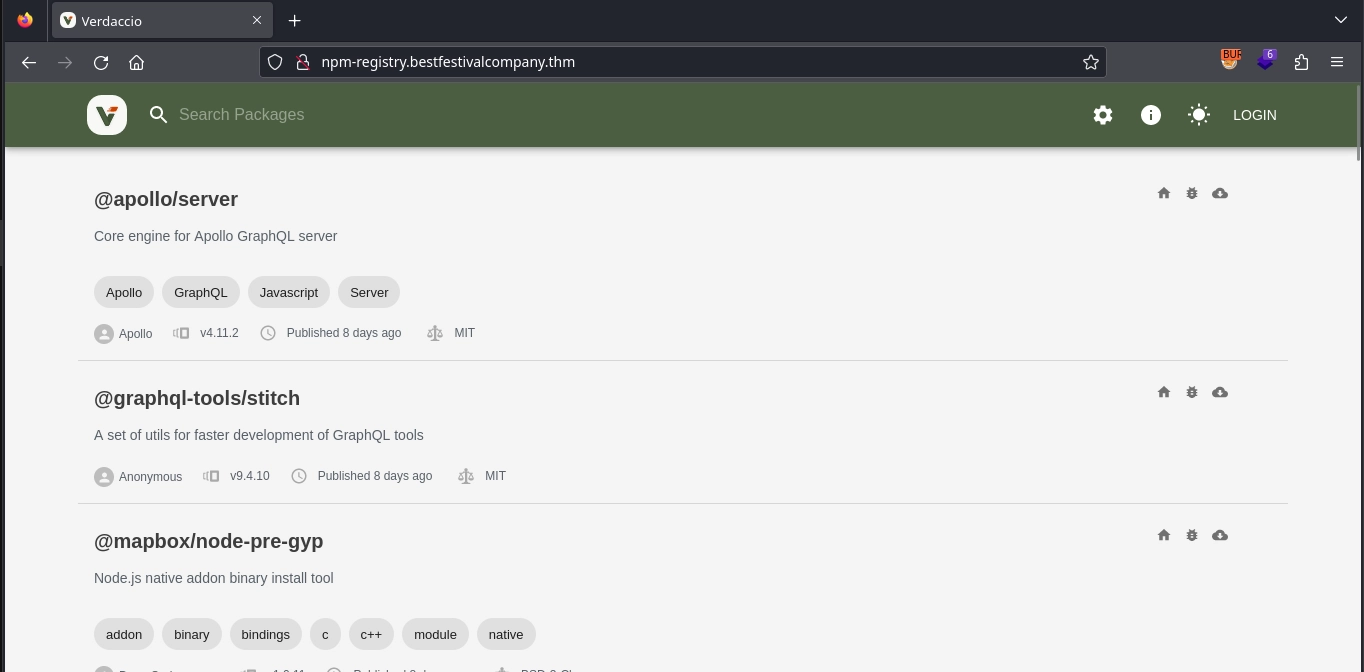 Verdaccio
npm-registry.bestfestivalcompany.thm
BUR
6
Search Packages
LOGIN
@apollo/server
Core engine for Apollo GraphQL server
Apollo GraphQL Javascript Server
Apollo v4.11.2 Published 8 days ago MIT
@graphql-tools/stitch
A set of utils for faster development of GraphQL tools
Anonymous v9.4.10 Published 8 days ago MIT
@mapbox/node-pre-gyp
Node.js native addon binary install tool
addon binary bindings c c++ module native